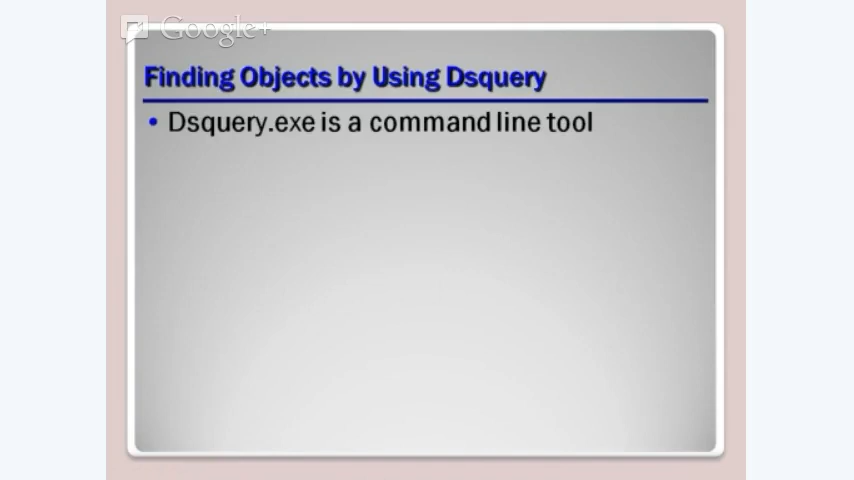 Google+
Finding Objects by Using Dsquery
• Dsquery.exe is a command line tool